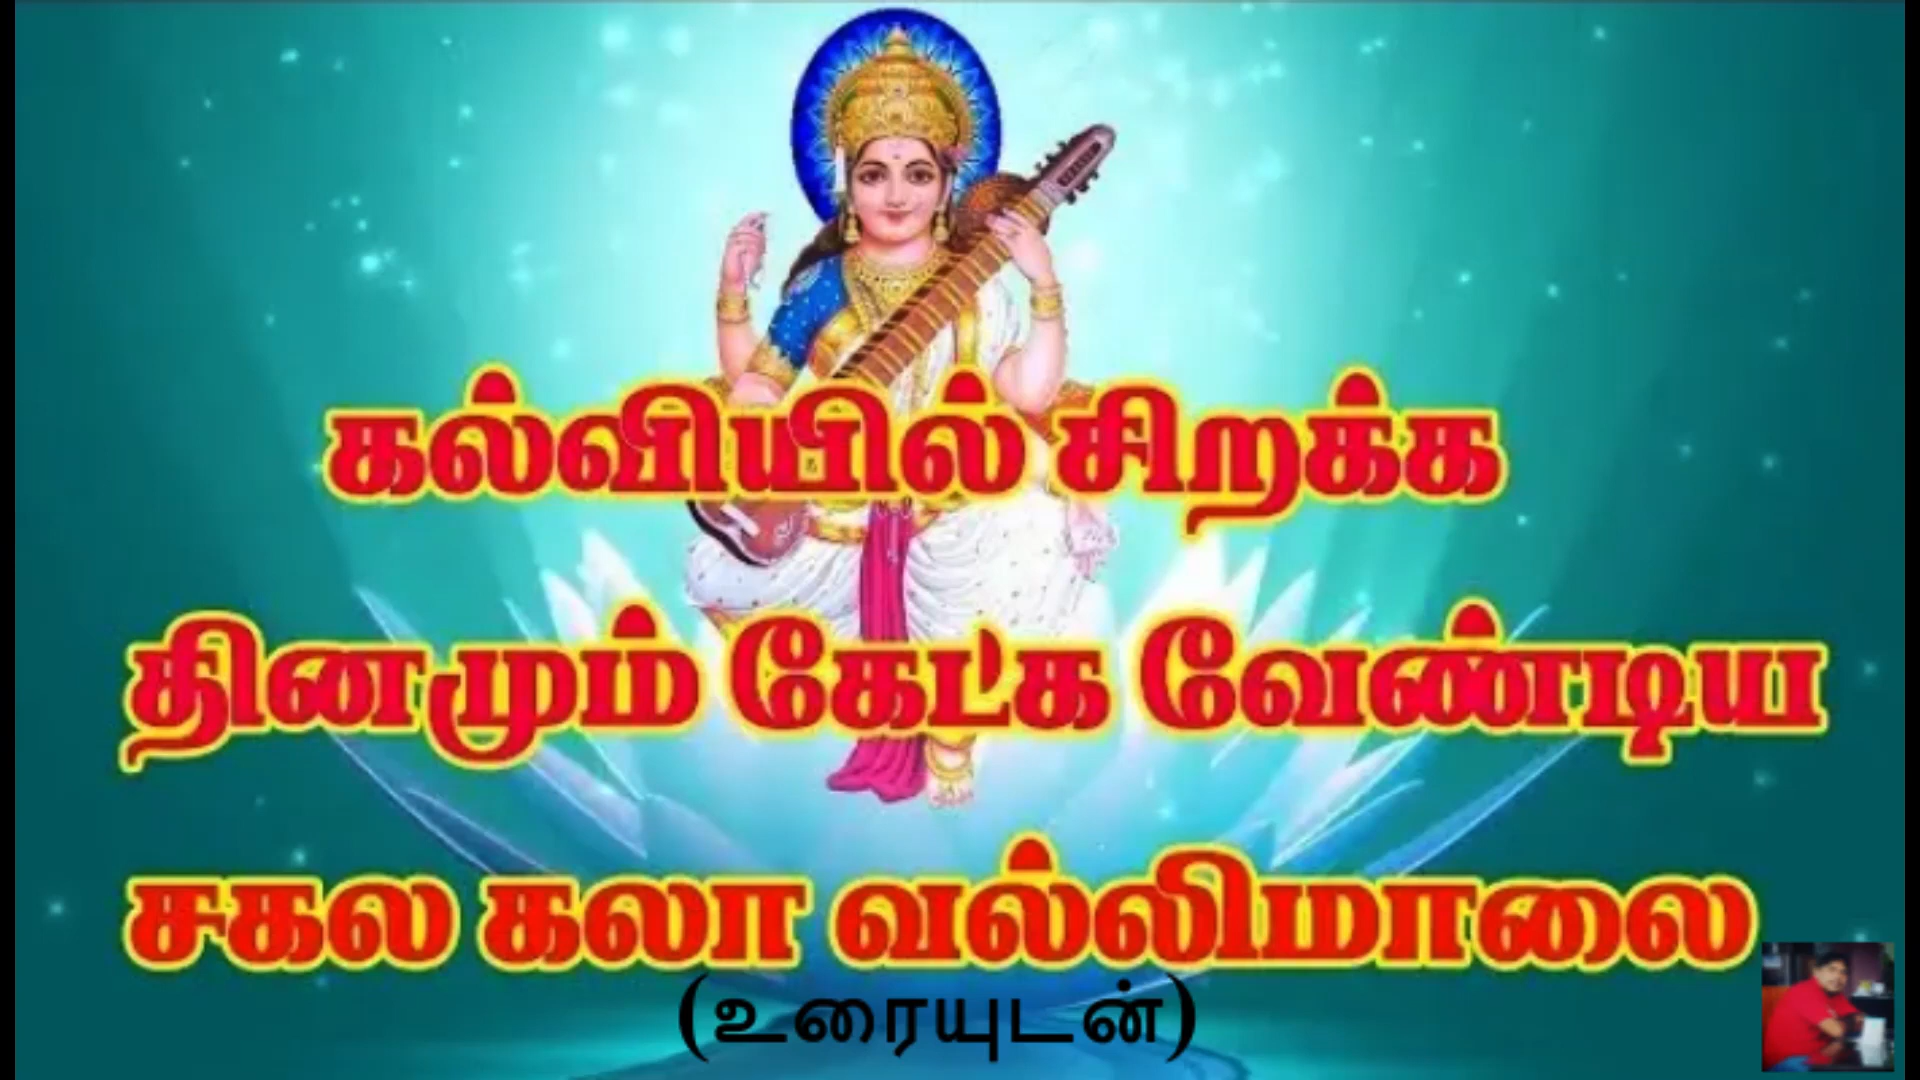 கல்வியில் சிறக்க
தினமும் கேட்க வேண்டிய
சகல கலா வல்லிமாலை
(உரையுடன்)